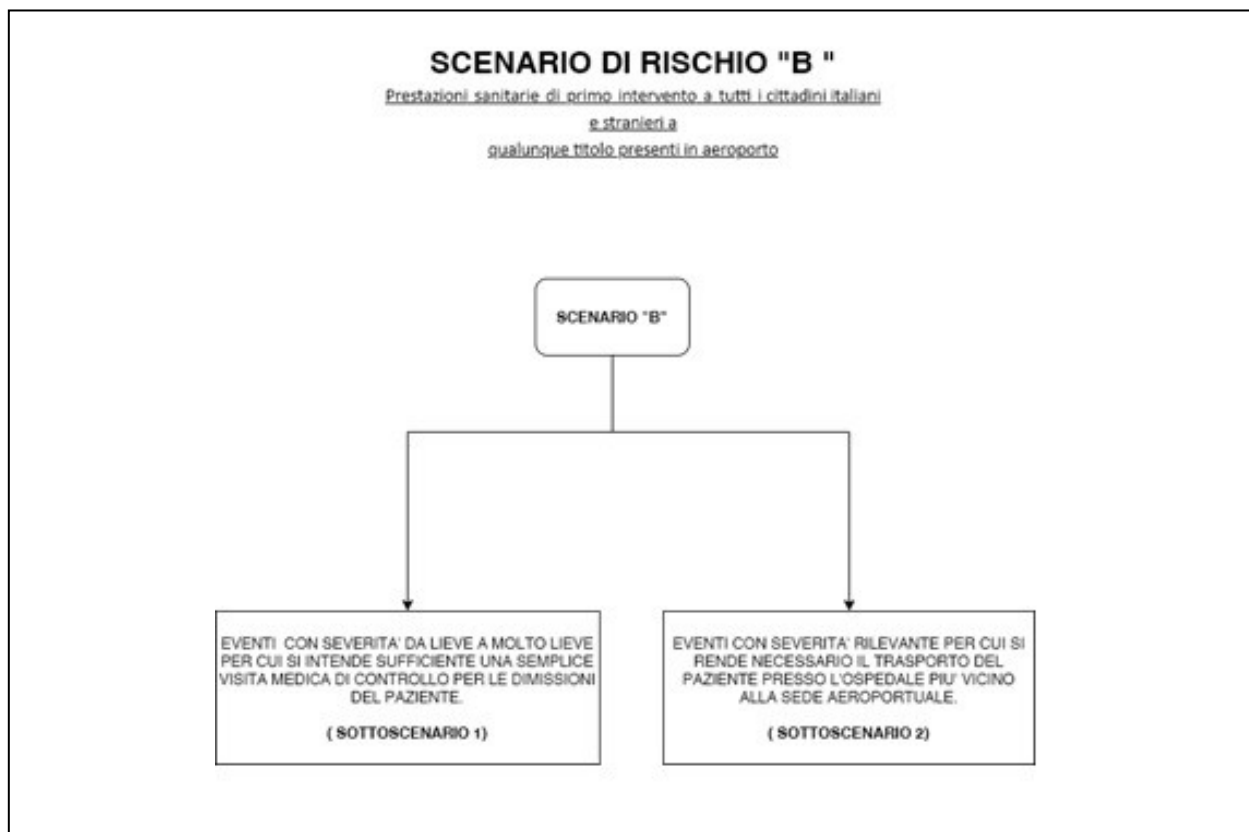 SCENARIO DI RISCHIO "B "
Prestazioni sanitarie di primo intervento a tutti i cittadini italiani
e stranieri a
qualunque titolo presenti in aeroporto
SCENARIO "B"
EVENTI CON SEVERITA' DA LIEVE A MOLTO LIEVE
PER CUI SI INTENDE SUFFICIENTE UNA SEMPLICE
VISITA MEDICA DI CONTROLLO PER LE DIMISSIONI
DEL PAZIENTE.
( SOTTOSCENARIO 1)
EVENTI CON SEVERITA' RILEVANTE PER CUI SI
RENDE NECESSARIO IL TRASPORTO DEL
PAZIENTE PRESSO L'OSPEDALE PIU' VICINO
ALLA SEDE AEROPORTUALE.
( SOTTOSCENARIO 2)